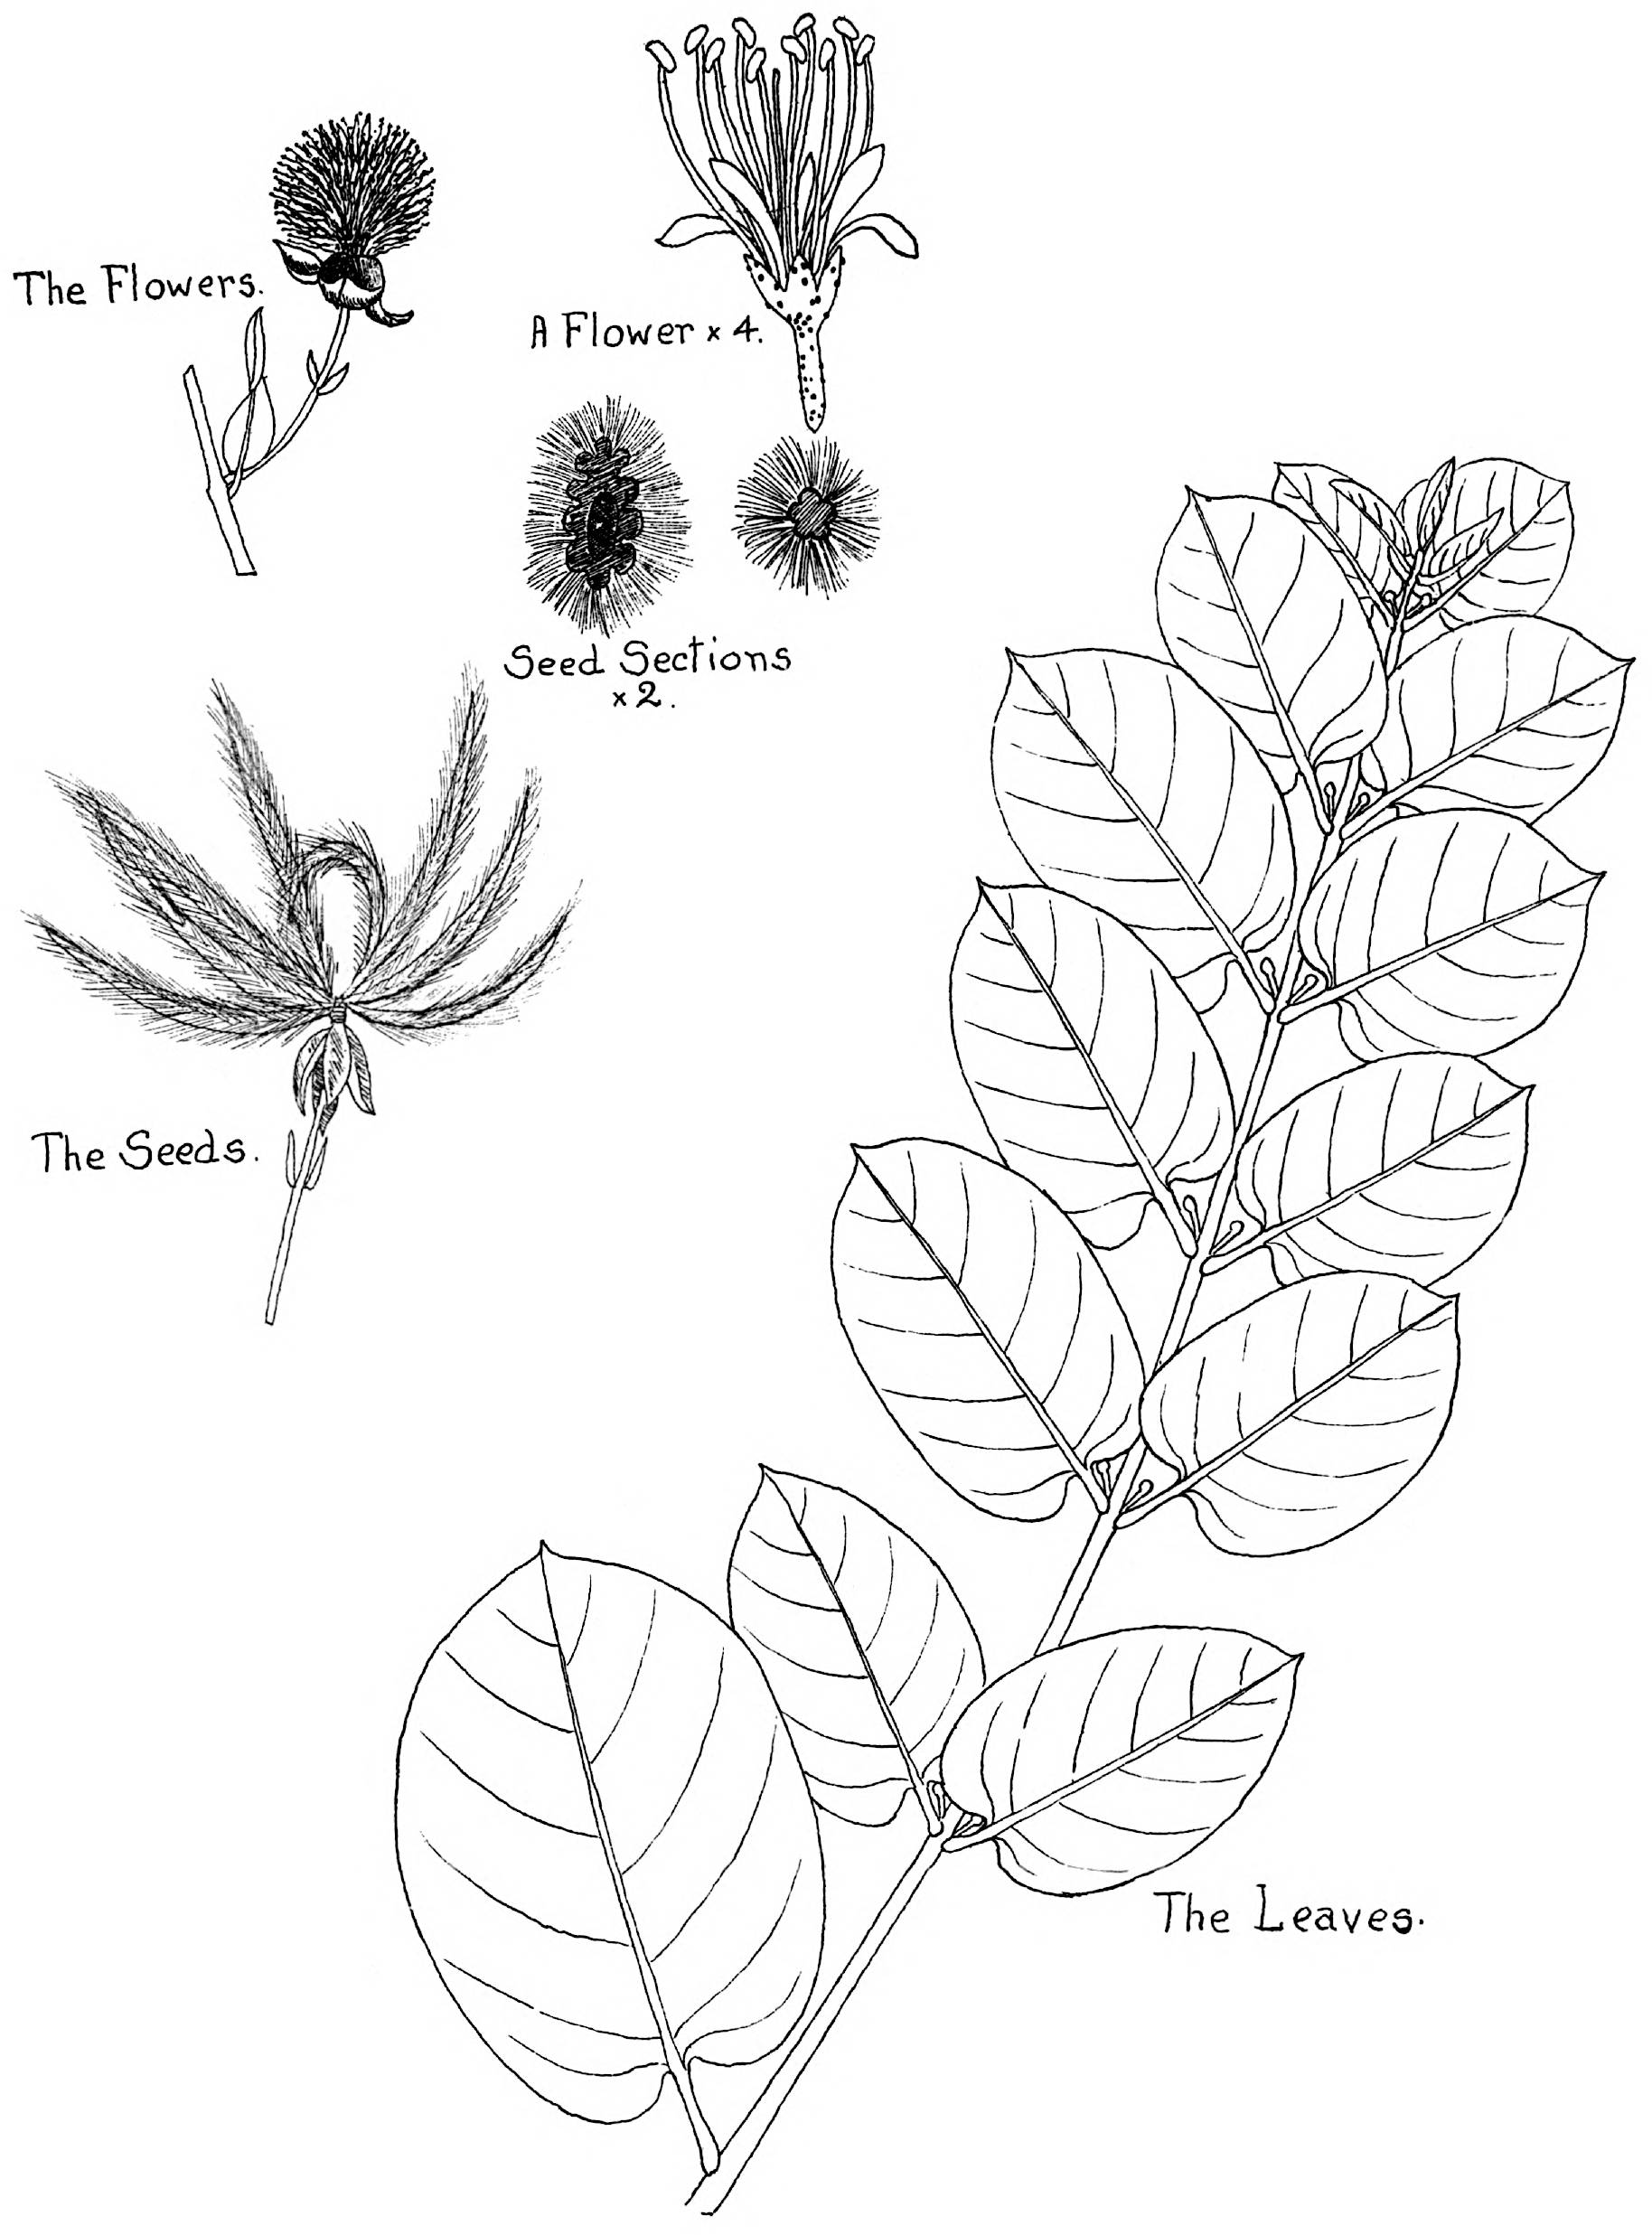 The Flowers.
A Flower × 4.
Seed Sections
× 2.
The Seeds.
The Leaves.